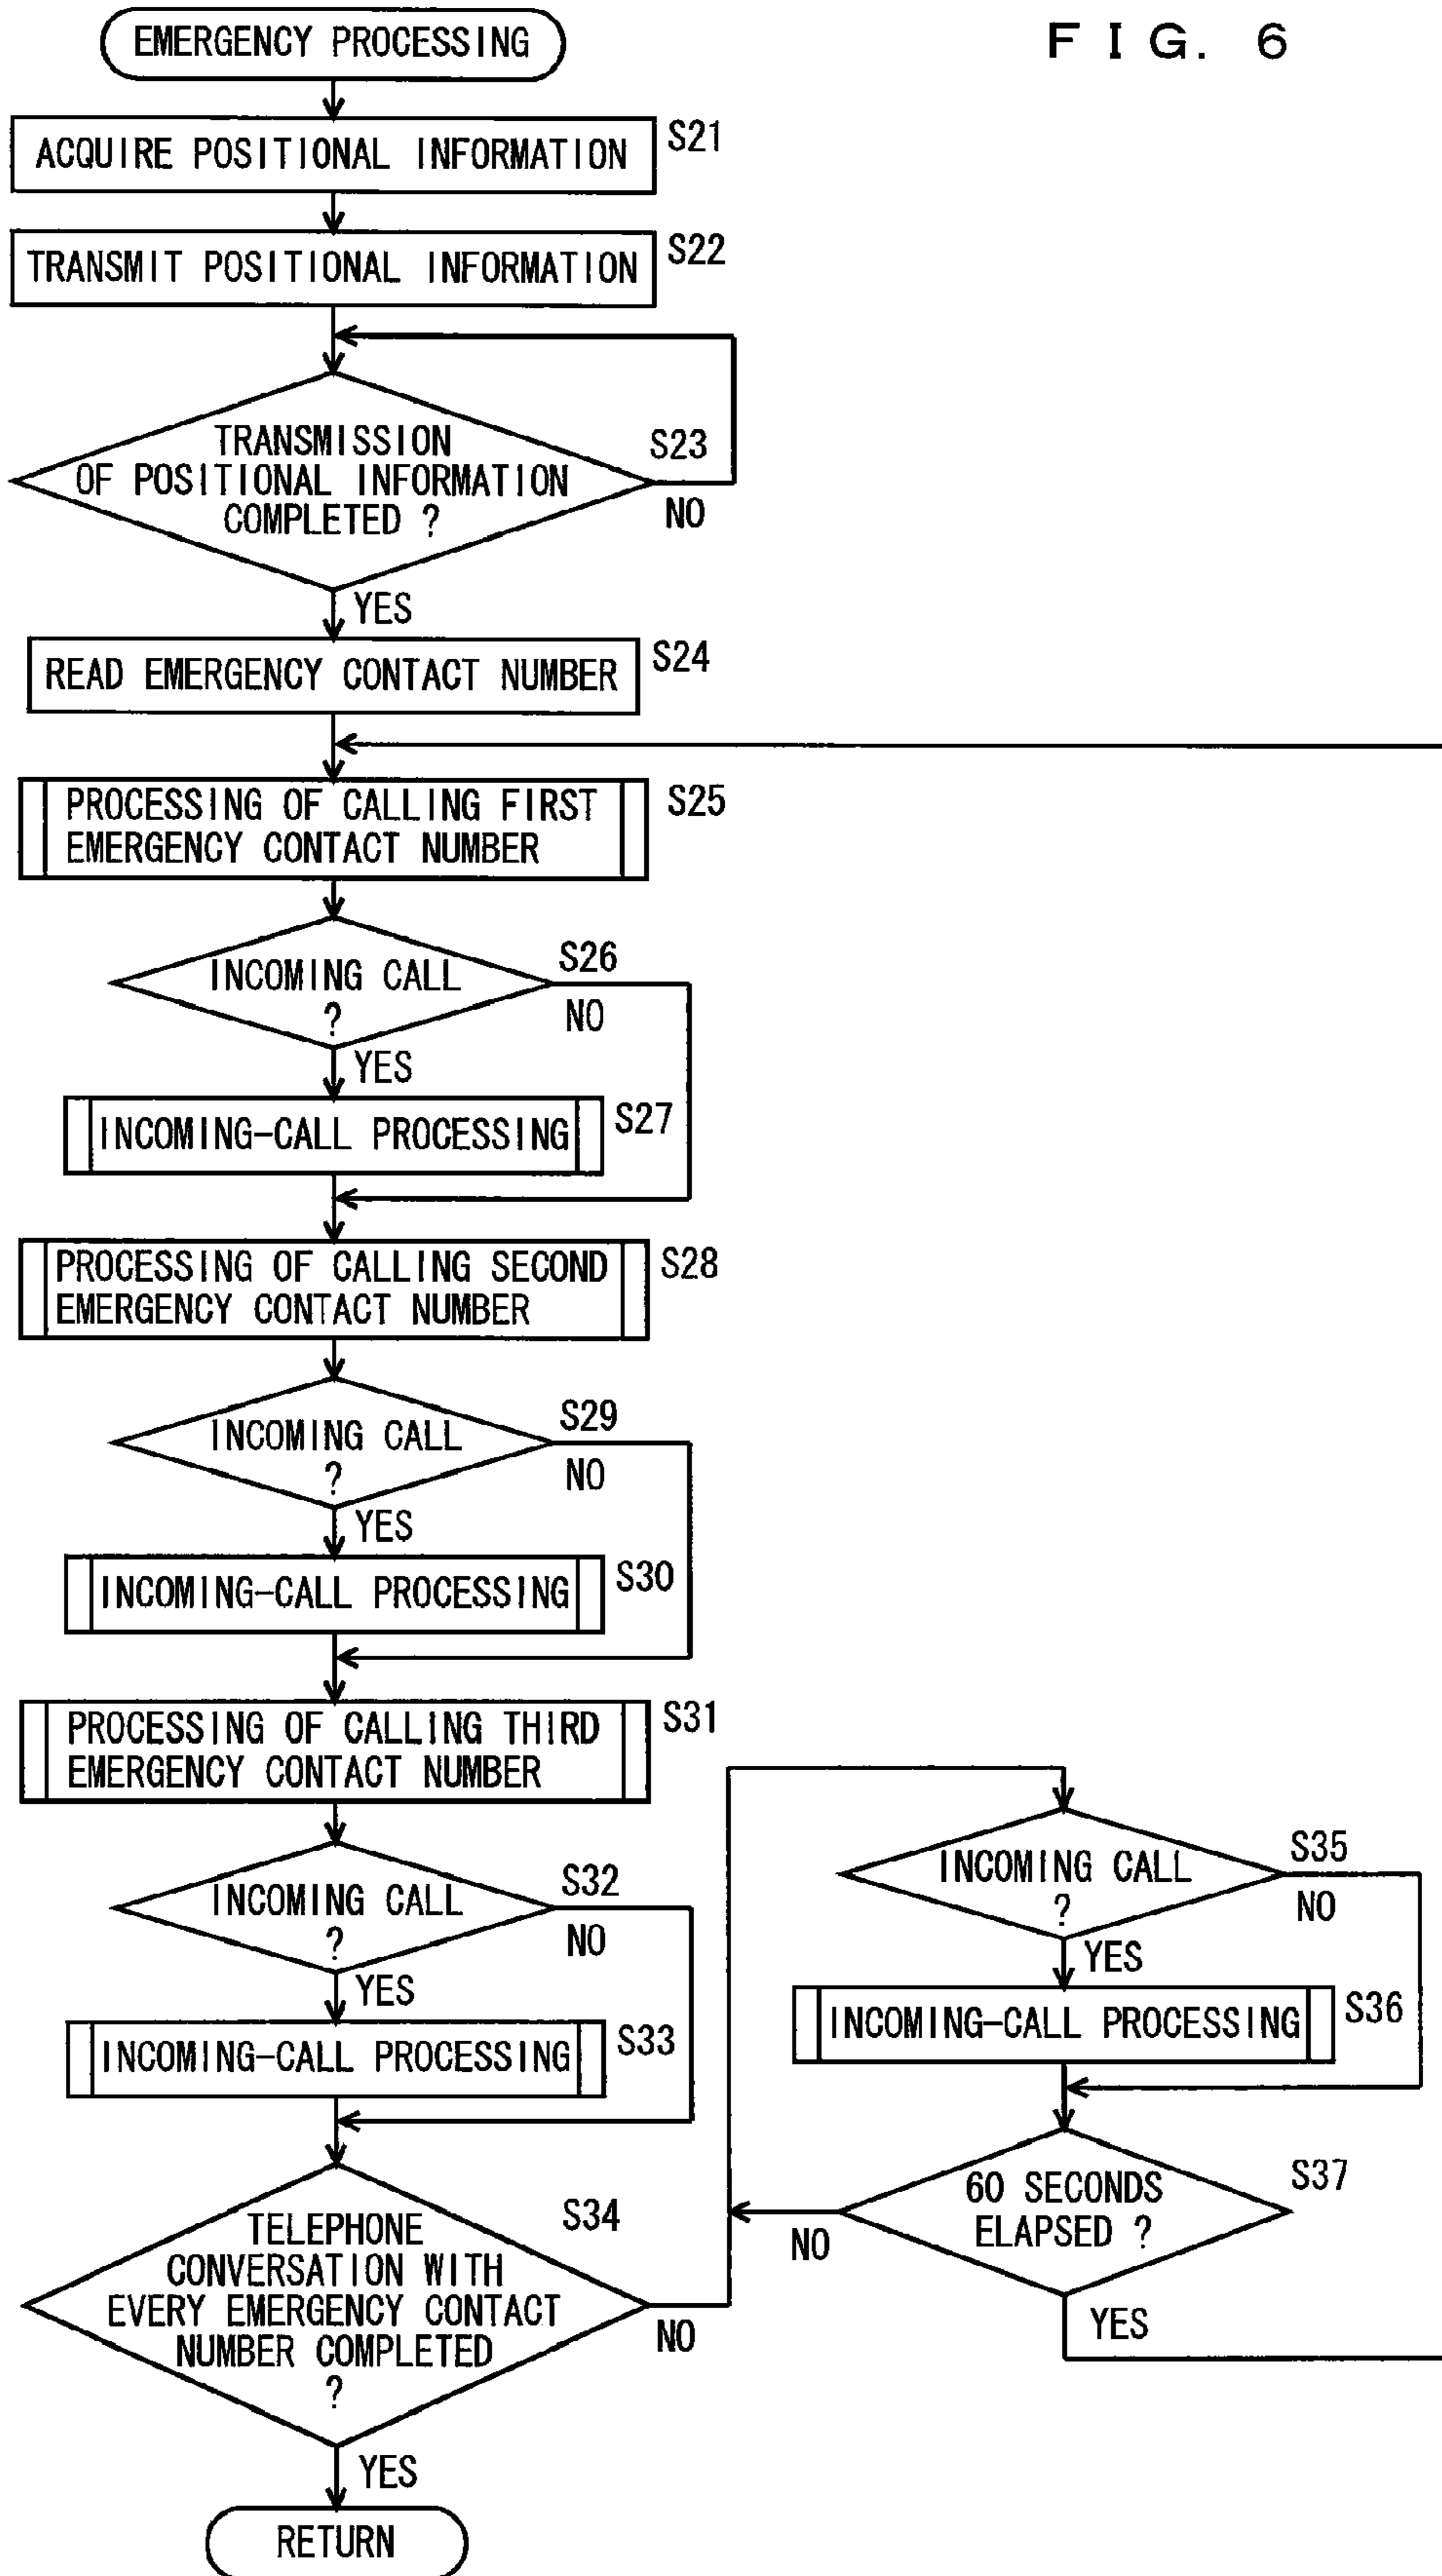 FIG. 6
EMERGENCY PROCESSING
ACQUIRE POSITIONAL INFORMATION
S21
TRANSMIT POSITIONAL INFORMATION
S22
TRANSMISSION
OF POSITIONAL INFORMATION
COMPLETED ?
S23
NO
YES
READ EMERGENCY CONTACT NUMBER
S24
PROCESSING OF CALLING FIRST
EMERGENCY CONTACT NUMBER
S25
INCOMING CALL
?
S26
NO
YES
INCOMING-CALL PROCESSING
S27
PROCESSING OF CALLING SECOND
EMERGENCY CONTACT NUMBER
S28
INCOMING CALL
?
S29
NO
YES
INCOMING-CALL PROCESSING
S30
PROCESSING OF CALLING THIRD
EMERGENCY CONTACT NUMBER
S31
INCOMING CALL
?
S32
NO
YES
INCOMING-CALL PROCESSING
S33
TELEPHONE
CONVERSATION WITH
EVERY EMERGENCY CONTACT
NUMBER COMPLETED
?
S34
NO
YES
RETURN
INCOMING CALL
?
S35
NO
YES
INCOMING-CALL PROCESSING
S36
60 SECONDS
ELAPSED ?
S37
NO
YES